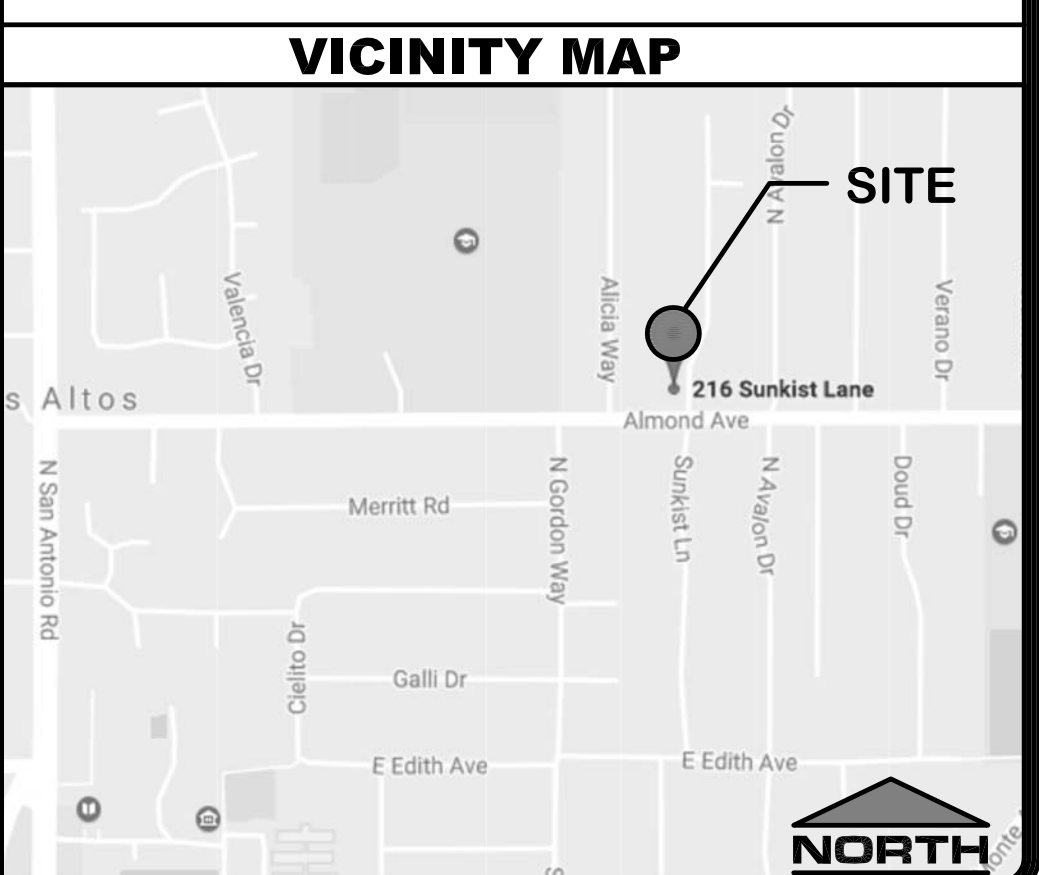 VICINITY MAP
N Avalon Dr
SITE
Valencia Dr
Alicia Way
Verano Dr
216 Sunkist Lane
s Altos
Almond Ave
N San Antonio Rd
N Gordon Way
Sunkist Ln
N Avalon Dr
Doud Dr
Merritt Rd
Cielito Dr
Galli Dr
E Edith Ave
E Edith Ave
NORTH
onte